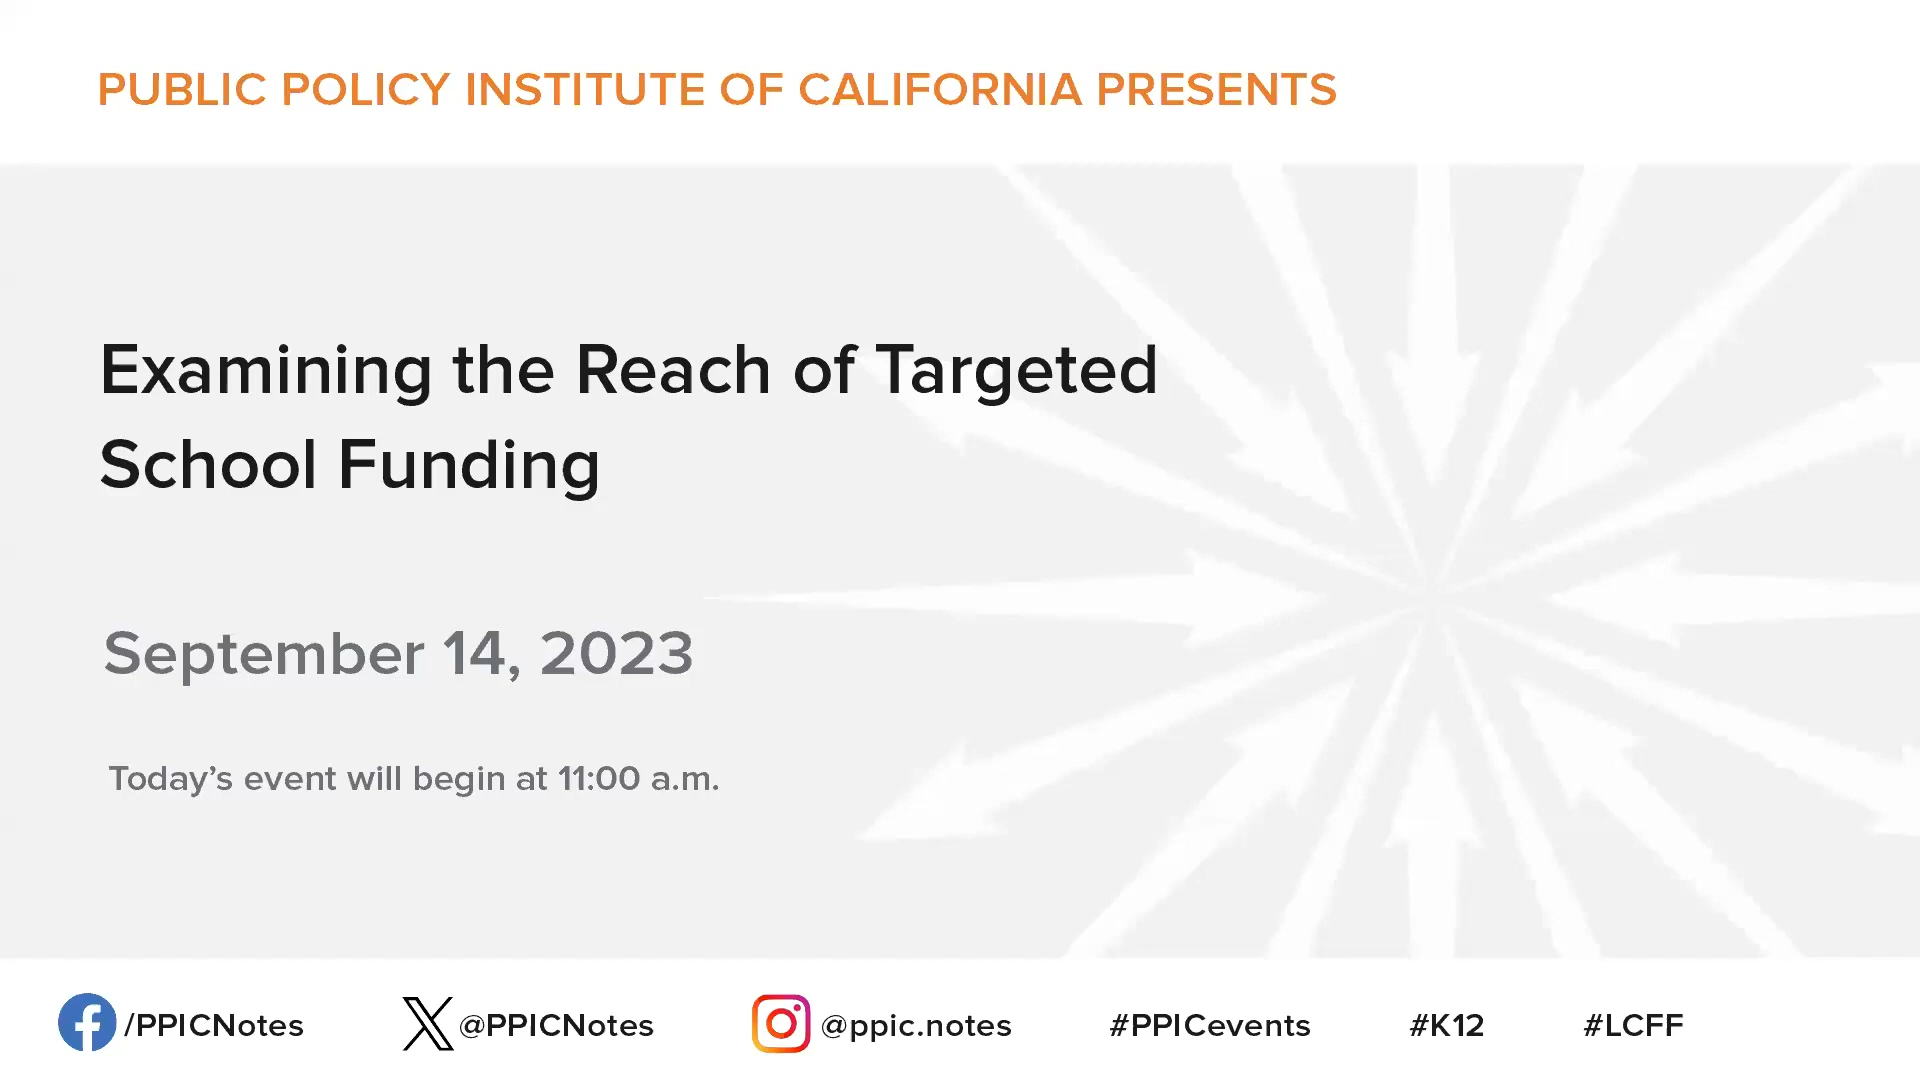 PUBLIC POLICY INSTITUTE OF CALIFORNIA PRESENTS
Examining the Reach of Targeted
School Funding
September 14, 2023
Today’s event will begin at 11:00 a.m.
/PPICNotes @PPICNotes @ppic.notes #PPICevents #K12 #LCFF